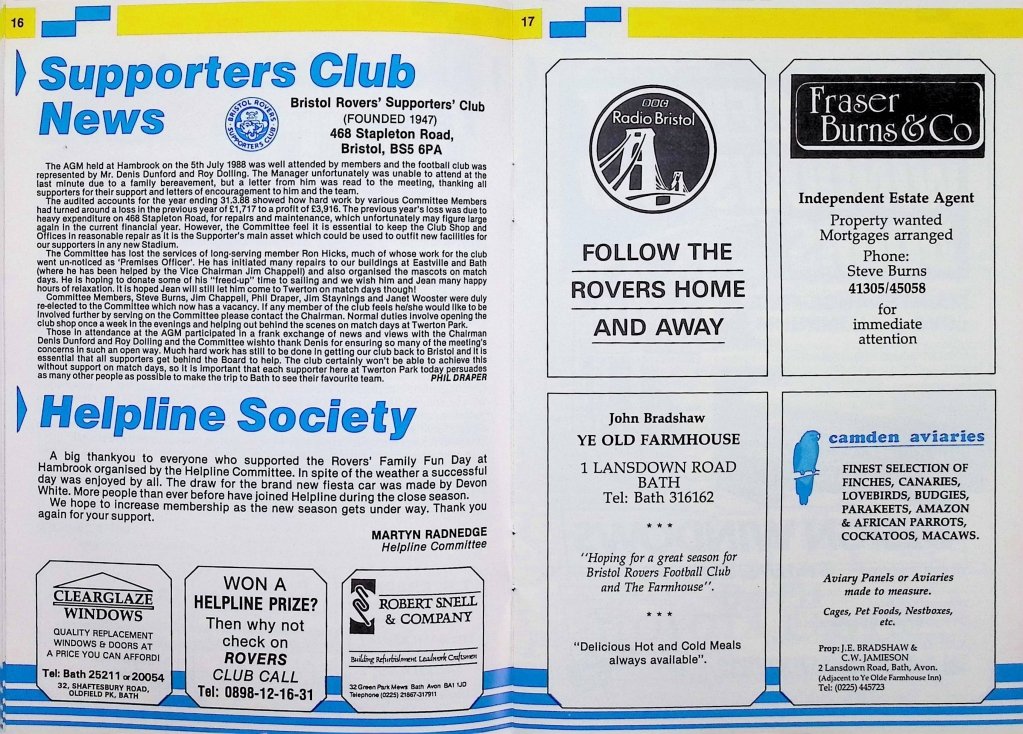 16
Supporters Club
News
BRISTOL ROVERS
SUPPORTERS CLUB
Bristol Rovers' Supporters' Club
(FOUNDED 1947)
468 Stapleton Road,
Bristol, BS5 6PA
The AGM held at Hambrook on the 5th July 1988 was well attended by members and the football club was
represented by Mr. Denis Dunford and Roy Dolling. The Manager unfortunately was unable to attend at the
last minute due to a family bereavement, but a letter from him was read to the meeting, thanking all
supporters for their support and letters of encouragement to him and the team.
The audited accounts for the year ending 31.3.88 showed how hard work by various Committee Members
had turned around a loss in the previous year of £1,717 to a profit of £3,916. The previous year's loss was due to
heavy expenditure on 468 Stapleton Road, for repairs and maintenance, which unfortunately may figure large
again in the current financial year. However, the Committee feel it is essential to keep the Club Shop and
Offices in reasonable repair as it is the Supporter's main asset which could be used to outfit new facilities for
our supporters in any new Stadium.
The Committee has lost the services of long-serving member Ron Hicks, much of whose work for the club
went un-noticed as 'Premises Officer'. He has initiated many repairs to our buildings at Eastville and Bath
(where he has been helped by the Vice Chairman Jim Chappell) and also organised the mascots on match
days. He is hoping to donate some of his "freed-up" time to sailing and we wish him and Jean many happy
hours of relaxation. It is hoped Jean will still let him come to Twerton on match days though!
Committee Members, Steve Burns, Jim Chappell, Phil Draper, Jim Staynings and Janet Wooster were duly
re-elected to the Committee which now has a vacancy. If any member of the club feels he/she would like to be
involved further by serving on the Committee please contact the Chairman. Normal duties involve opening the
club shop once a week in the evenings and helping out behind the scenes on match days at Twerton Park.
Those in attendance at the AGM participated in a frank exchange of news and views with the Chairman
Denis Dunford and Roy Dolling and the Committee wishto thank Denis for ensuring so many of the meeting's
concerns in such an open way. Much hard work has still to be done in getting our club back to Bristol and it is
essential that all supporters get behind the Board to help. The club certainly won't be able to achieve this
without support on match days, so it is important that each supporter here at Twerton Park today persuades
as many other people as possible to make the trip to Bath to see their favourite team. PHIL DRAPER
Helpline Society
A big thankyou to everyone who supported the Rovers' Family Fun Day at
Hambrook organised by the Helpline Committee. In spite of the weather a successful
day was enjoyed by all. The draw for the brand new fiesta car was made by Devon
White. More people than ever before have joined Helpline during the close season.
We hope to increase membership as the new season gets under way. Thank you
again for your support.
MARTYN RADNEDGE
Helpline Committee
CLEARGLAZE
WINDOWS
QUALITY REPLACEMENT
WINDOWS & DOORS AT
A PRICE YOU CAN AFFORD!
Tel: Bath 25211 or 20054
32, SHAFTESBURY ROAD,
OLDFIELD PK, BATH
WON A
HELPLINE PRIZE?
Then why not
check on
ROVERS
CLUB CALL
Tel: 0898-12-16-31
ROBERT SNELL
& COMPANY
Building Refurbishment Leadwork Craftsmen
32 Green Park Mews Bath Avon BA1 1JD
Telephone (0225) 21867-317911
17
BBC
Radio Bristol
FOLLOW THE
ROVERS HOME
AND AWAY
Fraser
Burns & Co
Independent Estate Agent
Property wanted
Mortgages arranged
Phone:
Steve Burns
41305/45058
for
immediate
attention
John Bradshaw
YE OLD FARMHOUSE
1 LANSDOWN ROAD
BATH
Tel: Bath 316162
* * *
"Hoping for a great season for
Bristol Rovers Football Club
and The Farmhouse".
* * *
"Delicious Hot and Cold Meals
always available".
camden aviaries
FINEST SELECTION OF
FINCHES, CANARIES,
LOVEBIRDS, BUDGIES,
PARAKEETS, AMAZON
& AFRICAN PARROTS,
COCKATOOS, MACAWS.
Aviary Panels or Aviaries
made to measure.
Cages, Pet Foods, Nestboxes,
etc.
Prop: J.E. BRADSHAW &
C.W. JAMIESON
2 Lansdown Road, Bath, Avon.
(Adjacent to Ye Olde Farmhouse Inn)
Tel: (0225) 445723